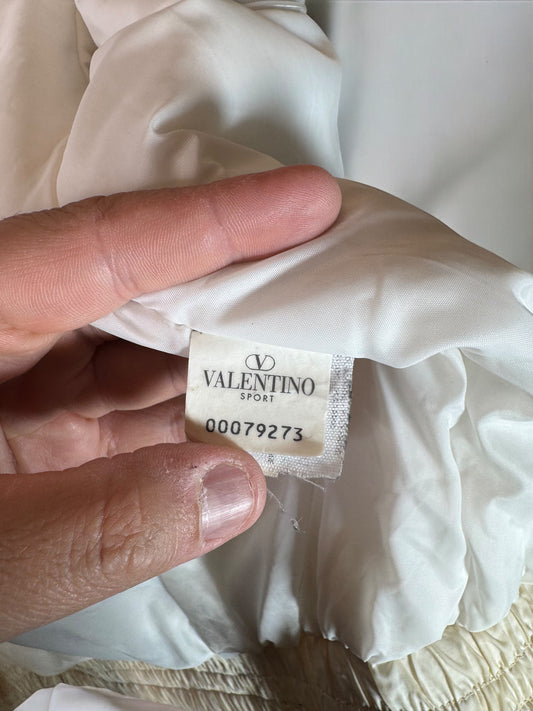 V
VALENTINO
SPORT
00079273